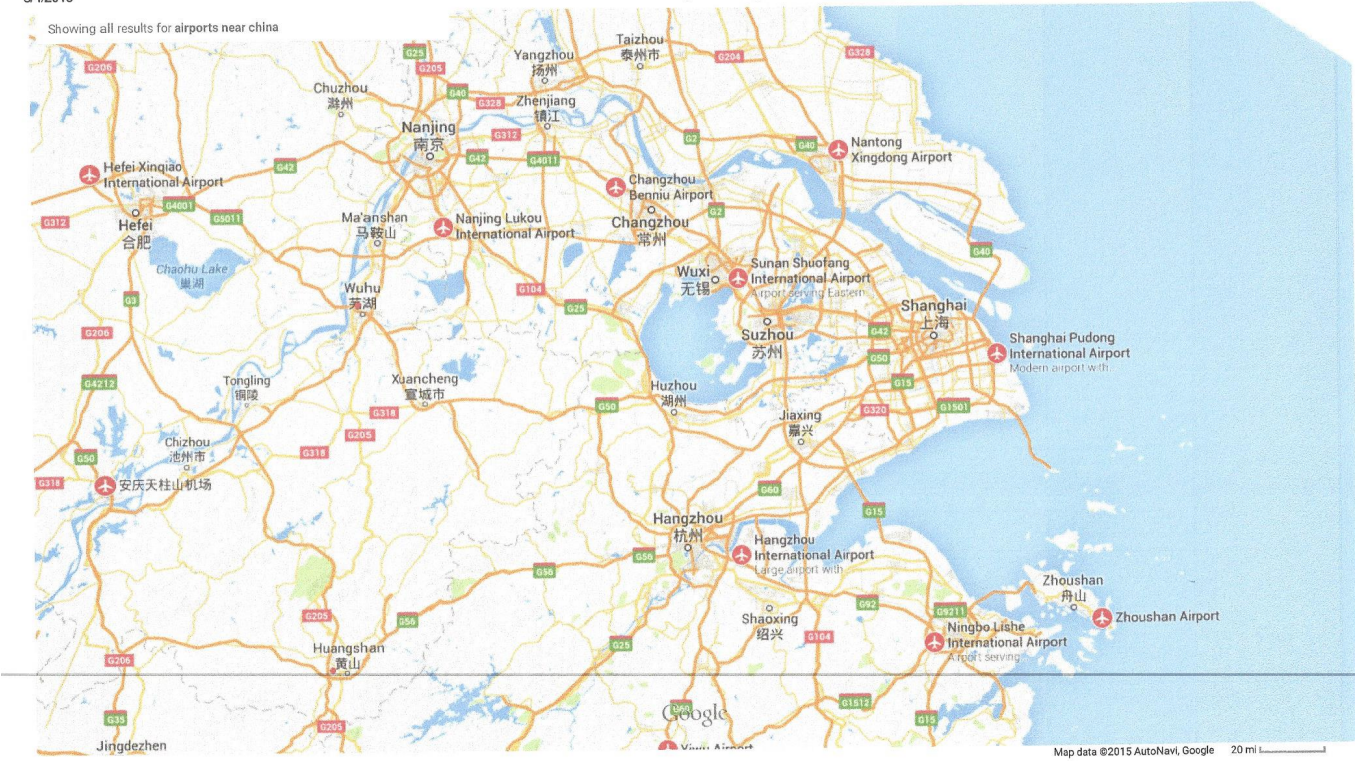 Showing all results for airports near china
G206
G25
G205
Yangzhou
扬州
Taizhou
泰州市
G204
G328
Chuzhou
滁州
G40
G328
Zhenjiang
镇江
Nanjing
南京
G312
G2
G40
Nantong
Xingdong Airport
Hefei Xinqiao
International Airport
G42
G42
G4011
Changzhou
Benniu Airport
G4001
G5011
G312
Hefei
合肥
Ma'anshan
马鞍山
Nanjing Lukou
International Airport
Changzhou
常州
G2
G40
Chaohu Lake
巢湖
Wuxi
无锡
Sunan Shuofang
International Airport
Airport serving Eastern
G3
Wuhu
芜湖
G104
G25
Shanghai
上海
G206
Suzhou
苏州
G42
Shanghai Pudong
International Airport
Modern airport with
G50
G4212
Tongling
铜陵
Xuancheng
宣城市
Huzhou
湖州
G15
G318
G50
G320
G1501
G205
Jiaxing
嘉兴
Chizhou
池州市
G318
G50
G318
安庆天柱山机场
G60
G15
Hangzhou
杭州
Hangzhou
International Airport
Large airport with
G56
G56
Zhoushan
舟山
G205
G56
Shaoxing
绍兴
G92
G9211
Zhoushan Airport
Ningbo Lishe
International Airport
Airport serving
G104
G25
Huangshan
黄山
G206
G35
G205
G60
Google
G1512
G15
Jingdezhen
Yiwu Airport
Map data ©2015 AutoNavi, Google 20 mi